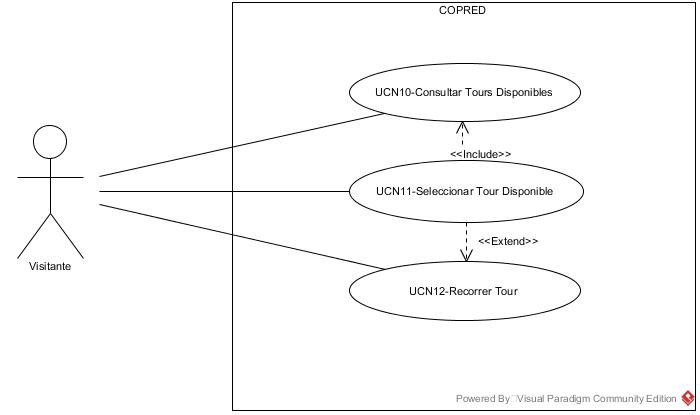 COPRED
UCN10-Consultar Tours Disponibles
<<Include>>
UCN11-Seleccionar Tour Disponible
<<Extend>>
Visitante
UCN12-Recorrer Tour
Powered By Visual Paradigm Community Edition